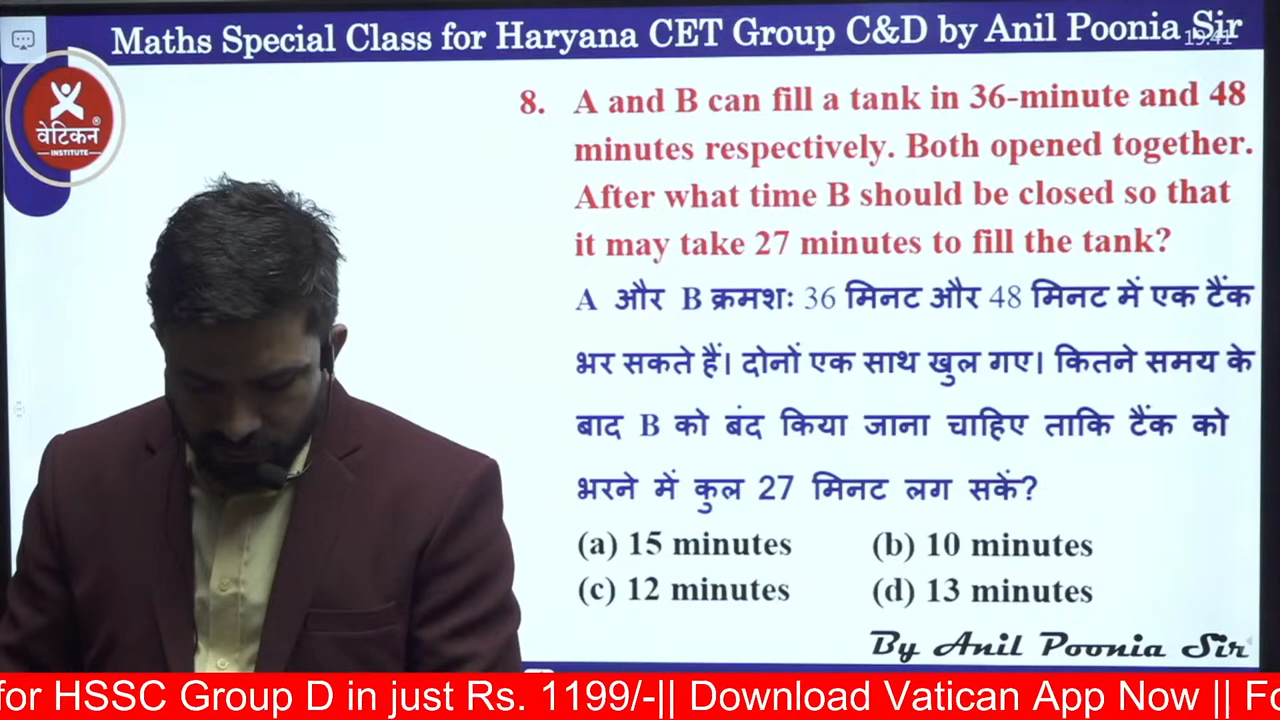 Maths Special Class for Haryana CET Group C&D by Anil Poonia Sir
19:41
वेटिकन
INSTITUTE
8. A and B can fill a tank in 36-minute and 48
minutes respectively. Both opened together.
After what time B should be closed so that
it may take 27 minutes to fill the tank?
A और B क्रमशः 36 मिनट और 48 मिनट में एक टैंक
भर सकते हैं। दोनों एक साथ खुल गए। कितने समय के
बाद B को बंद किया जाना चाहिए ताकि टैंक को
भरने में कुल 27 मिनट लग सकें?
(a) 15 minutes (b) 10 minutes
(c) 12 minutes (d) 13 minutes
By Anil Poonia Sir
for HSSC Group D in just Rs. 1199/-|| Download Vatican App Now || Fo